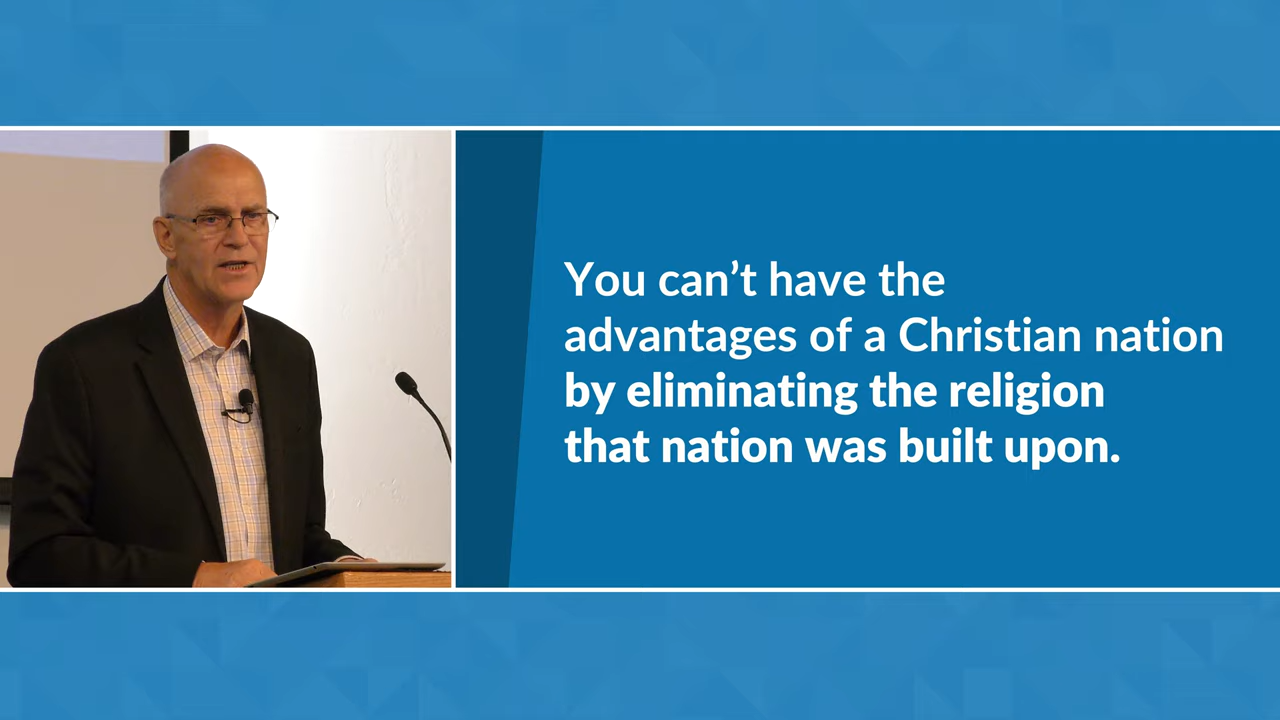 You can’t have the
advantages of a Christian nation
by eliminating the religion
that nation was built upon.